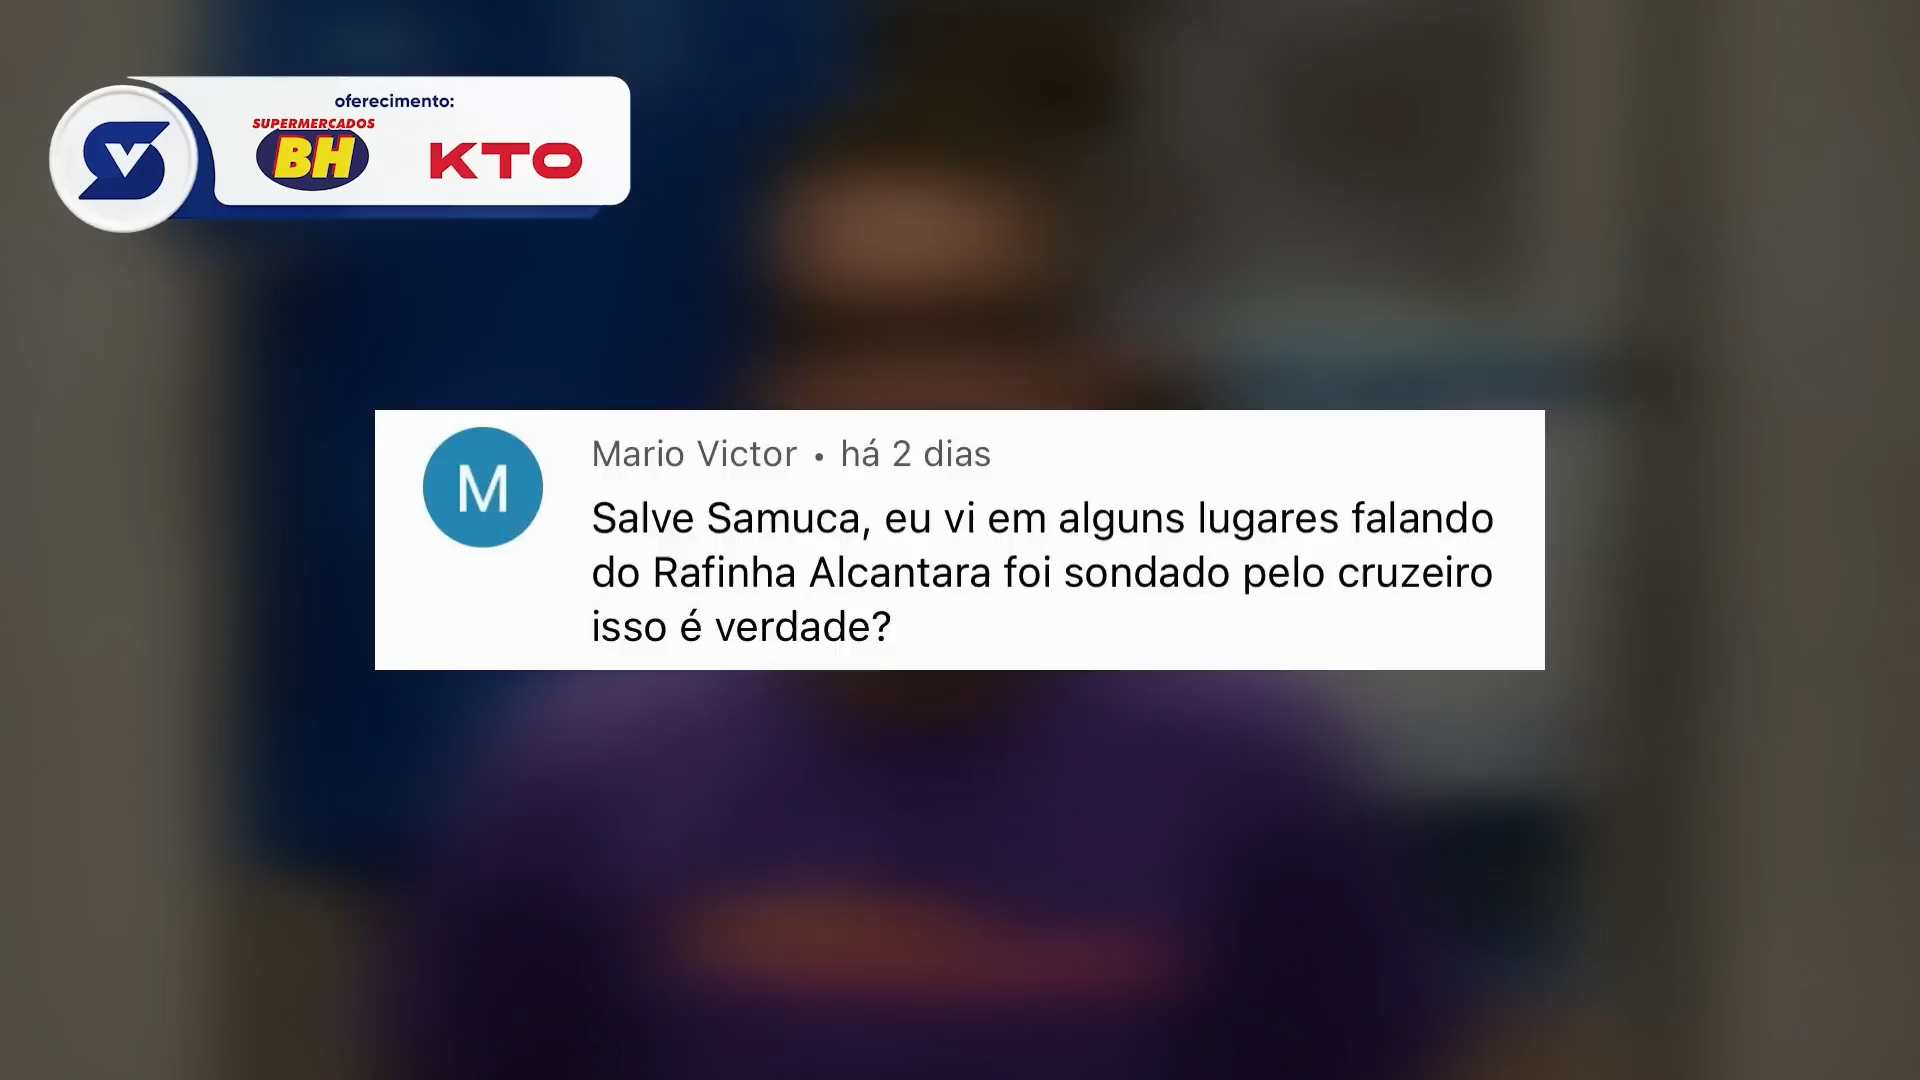 oferecimento:
SUPERMERCADOS
BH
KTO
M
Mario Victor • há 2 dias
Salve Samuca, eu vi em alguns lugares falando
do Rafinha Alcantara foi sondado pelo cruzeiro
isso é verdade?